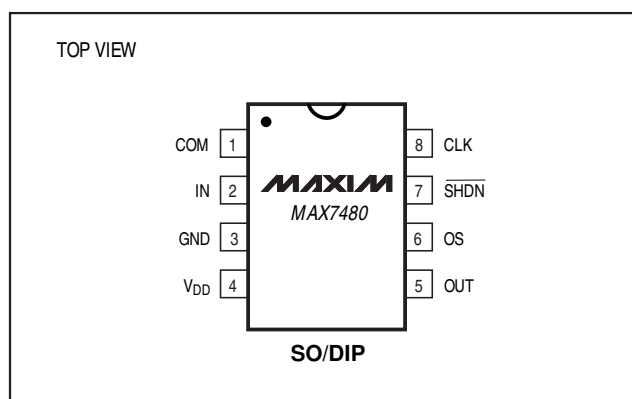 TOP VIEW
COM 1
8 CLK
IN 2
MAXIM
7 SHDN
MAX7480
GND 3
6 OS
VDD 4
5 OUT
SO/DIP